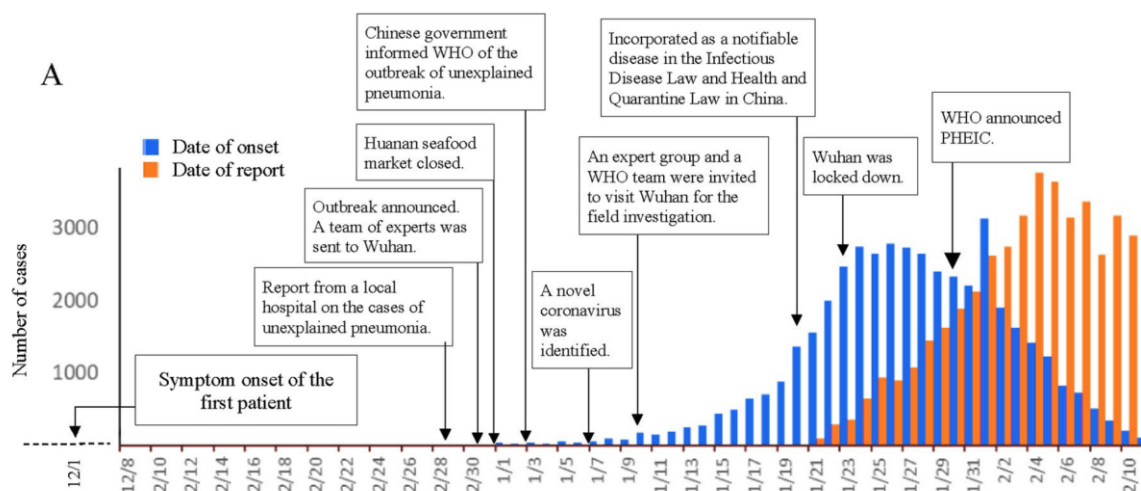 A
Chinese government
informed WHO of the
outbreak of unexplained
pneumonia.
Incorporated as a notifiable
disease in the Infectious
Disease Law and Health and
Quarantine Law in China.
WHO announced
PHEIC.
Date of onset
Date of report
Huanan seafood
market closed.
An expert group and a
WHO team were invited
to visit Wuhan for the
field investigation.
Wuhan was
locked down.
Outbreak announced.
A team of experts was
sent to Wuhan.
Report from a local
hospital on the cases of
unexplained pneumonia.
A novel
coronavirus was
identified.
Symptom onset of the
first patient
Number of cases
3000
2000
1000
12/1
12/8
2/10
2/12
2/14
2/16
2/18
2/20
2/22
2/24
2/26
2/28
2/30
1/1
1/3
1/5
1/7
1/9
1/11
1/13
1/15
1/17
1/19
1/21
1/23
1/25
1/27
1/29
1/31
2/2
2/4
2/6
2/8
2/10